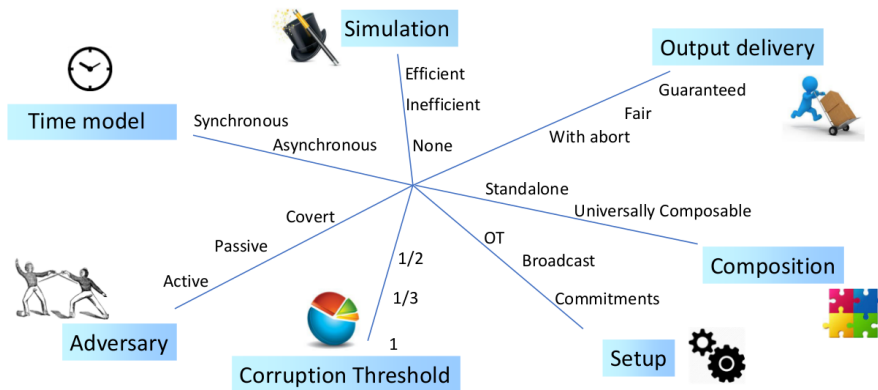 Simulation
Output delivery
Efficient
Guaranteed
Inefficient
Fair
Time model
Synchronous
With abort
Asynchronous
None
Standalone
Universally Composable
Covert
OT
Passive
1/2
Broadcast
Composition
Active
1/3
Commitments
Adversary
1
Setup
Corruption Threshold